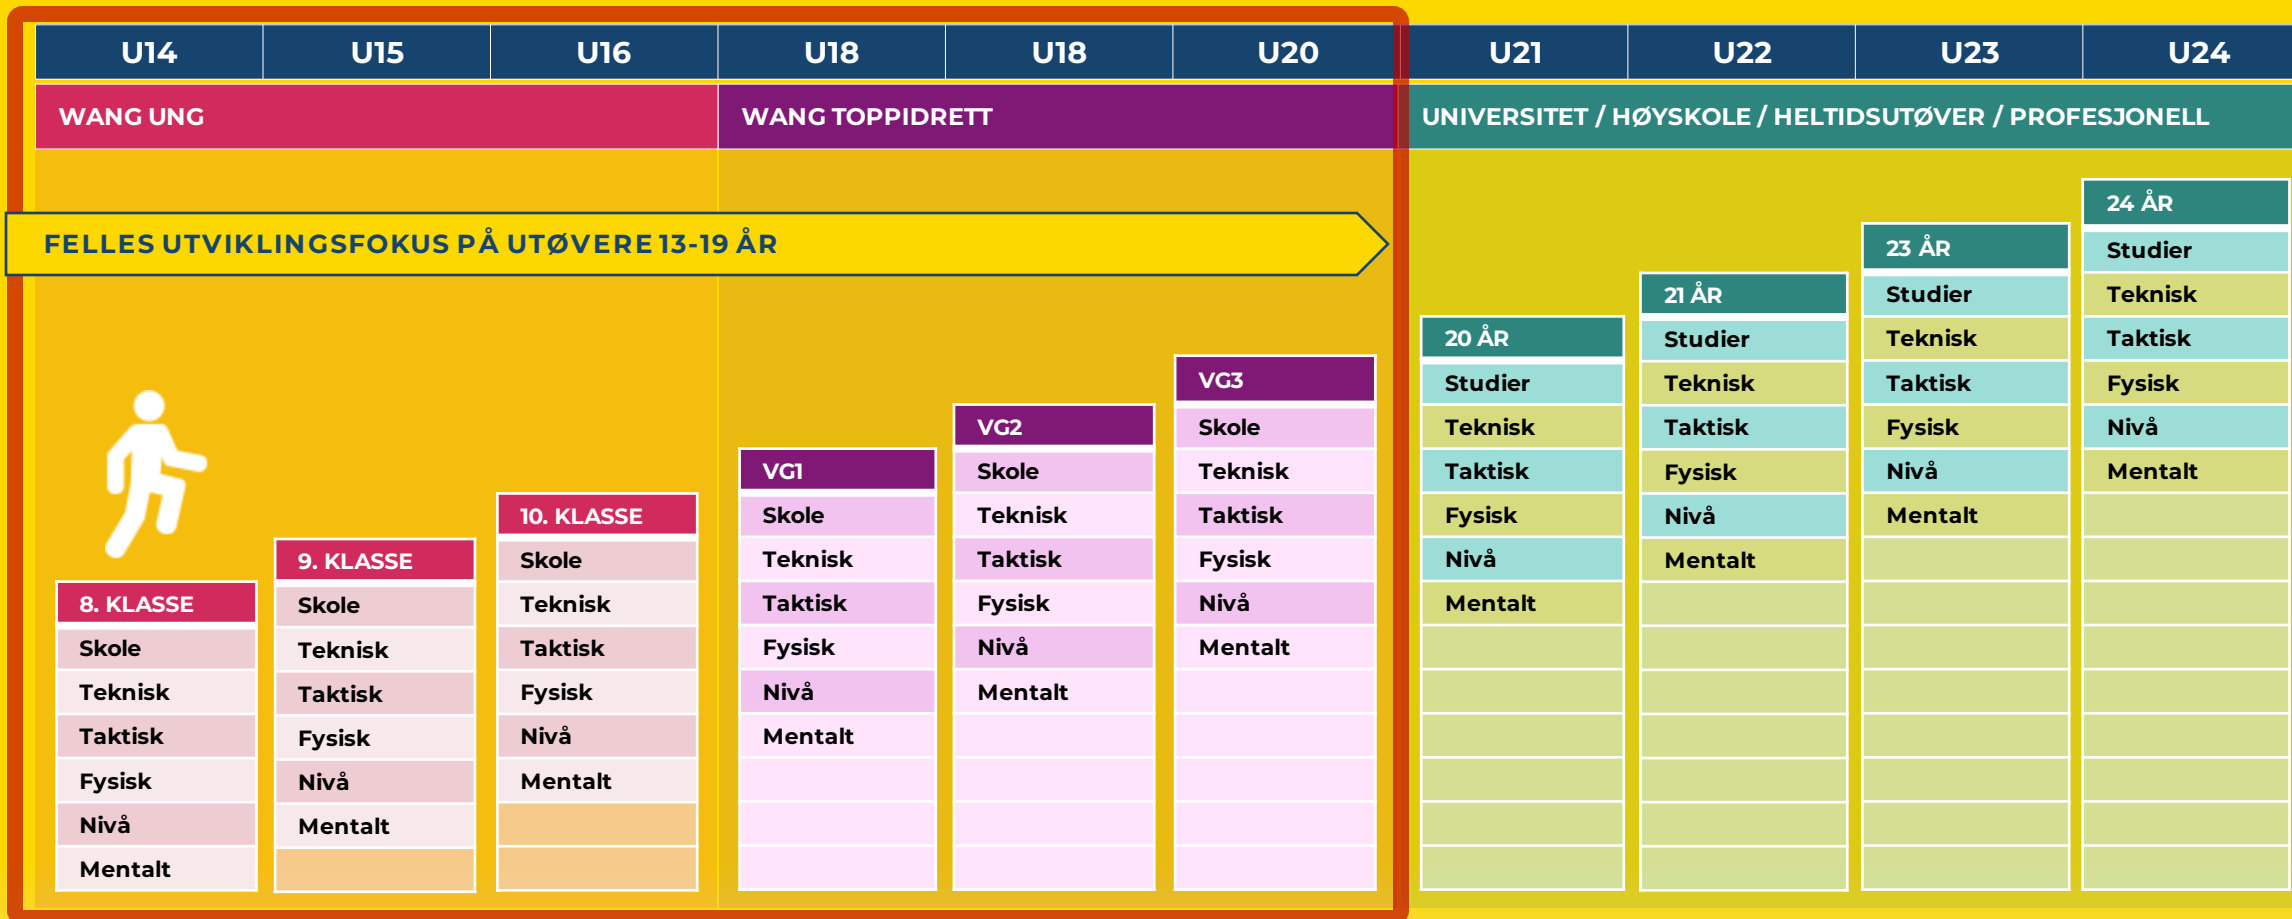 U14 U15 U16 U18 U18 U20 U21 U22 U23 U24
WANG UNG WANG TOPPIDRETT UNIVERSITET / HØYSKOLE / HELTIDSUTØVER / PROFESJONELL
FELLES UTVIKLINGSFOKUS PÅ UTØVERE 13-19 ÅR
8. KLASSE
Skole
Teknisk
Taktisk
Fysisk
Nivå
Mentalt
9. KLASSE
Skole
Teknisk
Taktisk
Fysisk
Nivå
Mentalt
10. KLASSE
Skole
Teknisk
Taktisk
Fysisk
Nivå
Mentalt
VG1
Skole
Teknisk
Taktisk
Fysisk
Nivå
Mentalt
VG2
Skole
Teknisk
Taktisk
Fysisk
Nivå
Mentalt
VG3
Skole
Teknisk
Taktisk
Fysisk
Nivå
Mentalt
20 ÅR
Studier
Teknisk
Taktisk
Fysisk
Nivå
Mentalt
21 ÅR
Studier
Teknisk
Taktisk
Fysisk
Nivå
Mentalt
23 ÅR
Studier
Teknisk
Taktisk
Fysisk
Nivå
Mentalt
24 ÅR
Studier
Teknisk
Taktisk
Fysisk
Nivå
Mentalt